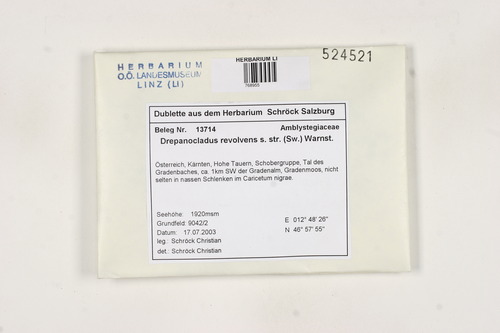 HERBARIUM
O.Ö. LANDESMUSEUM
LINZ (LI)
HERBARIUM LI
524521
Dublette aus dem Herbarium Schröck Salzburg
Beleg Nr. 13714 Amblystegiaceae
Drepanocladus revolvens s. str. (Sw.) Warnst.
Österreich, Kärnten, Hohe Tauern, Schobergruppe, Tal des
Gradenbaches, ca. 1km SW der Gradenalm, Gradenmoos, nicht
selten in nassen Schlenken im Caricetum nigrae.
Seehöhe: 1920msm E 012° 48' 26"
Grundfeld: 9042/2 N 46° 57' 55"
Datum: 17.07.2003
leg.: Schröck Christian
det.: Schröck Christian